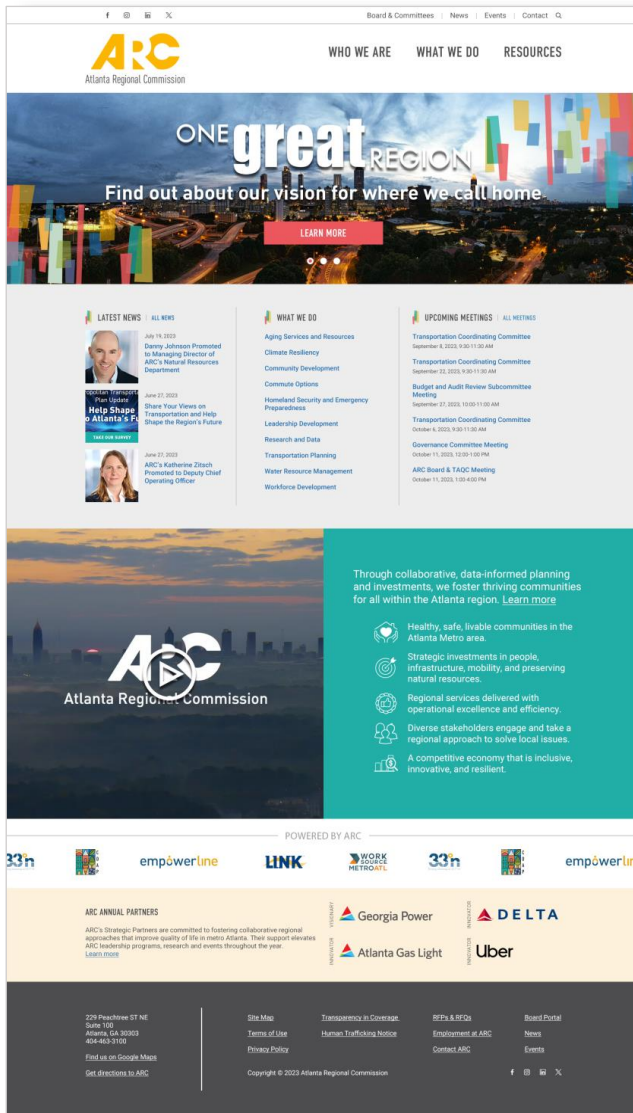 Board & Committees | News | Events | Contact
ARC
Atlanta Regional Commission
WHO WE ARE WHAT WE DO RESOURCES
ONE great REGION
Find out about our vision for where we call home.
LEARN MORE
LATEST NEWS | ALL NEWS
July 19, 2023
Danny Johnson Promoted
to Managing Director of
ARC's Natural Resources
Department
opolitan Transporta
Plan Update
Help Shape
o Atlanta's Fu
TAKE OUR SURVEY
June 27, 2023
Share Your Views on
Transportation and Help
Shape the Region's Future
June 27, 2023
ARC's Katherine Zitsch
Promoted to Deputy Chief
Operating Officer
WHAT WE DO
Aging Services and Resources
Climate Resiliency
Community Development
Commute Options
Homeland Security and Emergency
Preparedness
Leadership Development
Research and Data
Transportation Planning
Water Resource Management
Workforce Development
UPCOMING MEETINGS | ALL MEETINGS
Transportation Coordinating Committee
September 8, 2023, 9:30-11:30 AM
Transportation Coordinating Committee
September 22, 2023, 9:30-11:30 AM
Budget and Audit Review Subcommittee
Meeting
September 27, 2023, 10:00-11:00 AM
Transportation Coordinating Committee
October 6, 2023, 9:30-11:30 AM
Governance Committee Meeting
October 11, 2023, 12:00-1:00 PM
ARC Board & TAQC Meeting
October 11, 2023, 1:00-4:00 PM
ARC
Atlanta Regional Commission
Through collaborative, data-informed planning
and investments, we foster thriving communities
for all within the Atlanta region. Learn more
Healthy, safe, livable communities in the
Atlanta Metro area.
Strategic investments in people,
infrastructure, mobility, and preserving
natural resources.
Regional services delivered with
operational excellence and efficiency.
Diverse stakeholders engage and take a
regional approach to solve local issues.
A competitive economy that is inclusive,
innovative, and resilient.
POWERED BY ARC
33n
empowerline
LINK
WORK
SOURCE
METROATL
33n
empowerlin
ARC ANNUAL PARTNERS
ARC's Strategic Partners are committed to fostering collaborative regional
approaches that improve quality of life in metro Atlanta. Their support elevates
ARC leadership programs, research and events throughout the year.
Learn more
VISIONARY
Georgia Power
INNOVATOR
DELTA
INNOVATOR
Atlanta Gas Light
INNOVATOR
Uber
229 Peachtree ST NE
Suite 100
Atlanta, GA 30303
404-463-3100
Find us on Google Maps
Get directions to ARC
Site Map
Terms of Use
Privacy Policy
Transparency in Coverage
Human Trafficking Notice
RFPs & RFQs
Employment at ARC
Contact ARC
Board Portal
News
Events
Copyright © 2023 Atlanta Regional Commission